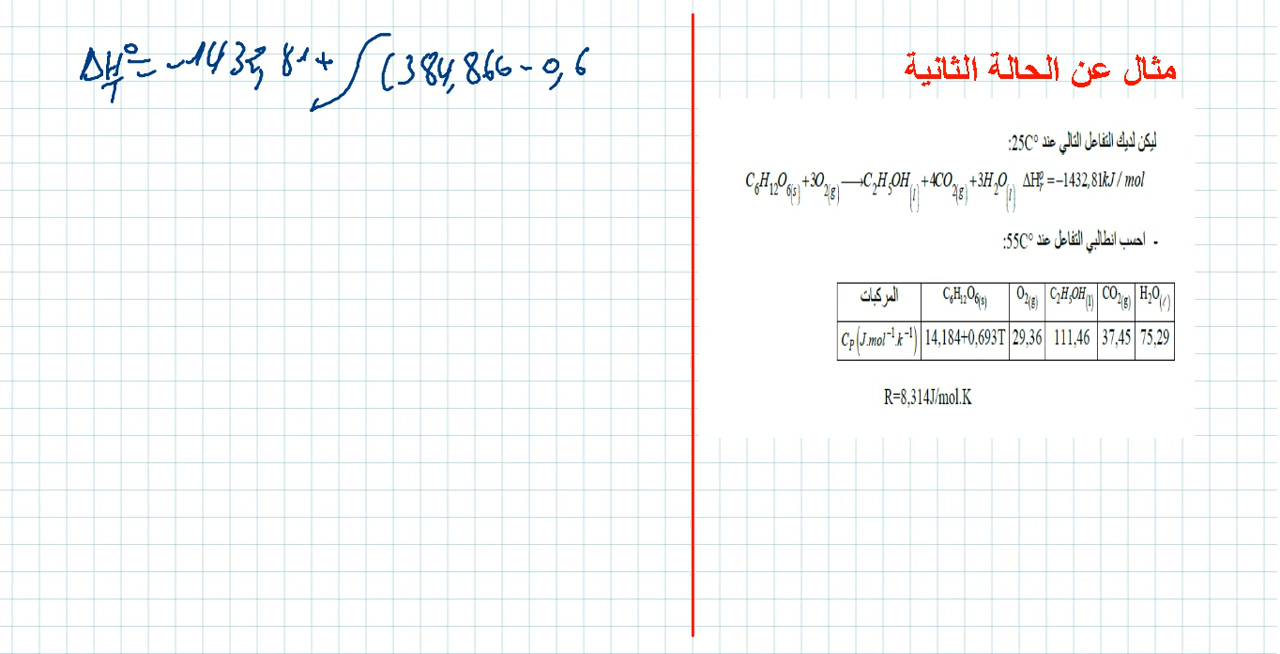 ΔH°T = -1432,81 + ∫ (384,866 - 0,6
مثال عن الحالة الثانية
ليكن لديك التفاعل التالي عند 25C°:
C6H12O6(s) +3O2(g) ⟶C2H5OH(l) +4CO2(g) +3H2O(l) ΔH°r =−1432,81kJ / mol
- احسب انطالبي التفاعل عند 55C°:
المركبات C6H12O6(s) O2(g) C2H5OH(l) CO2(g) H2O(ℓ)
CP(J.mol−1.k−1) 14,184+0,693T 29,36 111,46 37,45 75,29
R=8,314J/mol.K